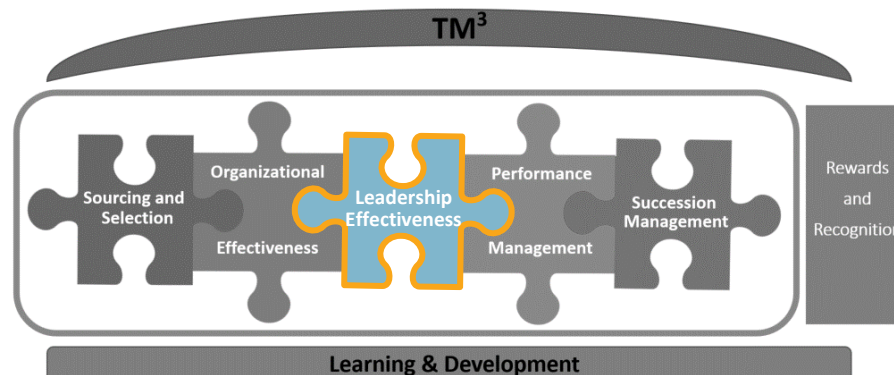 TM³
Sourcing and
Selection
Organizational
Effectiveness
Leadership
Effectiveness
Performance
Management
Succession
Management
Rewards
and
Recognition
Learning & Development